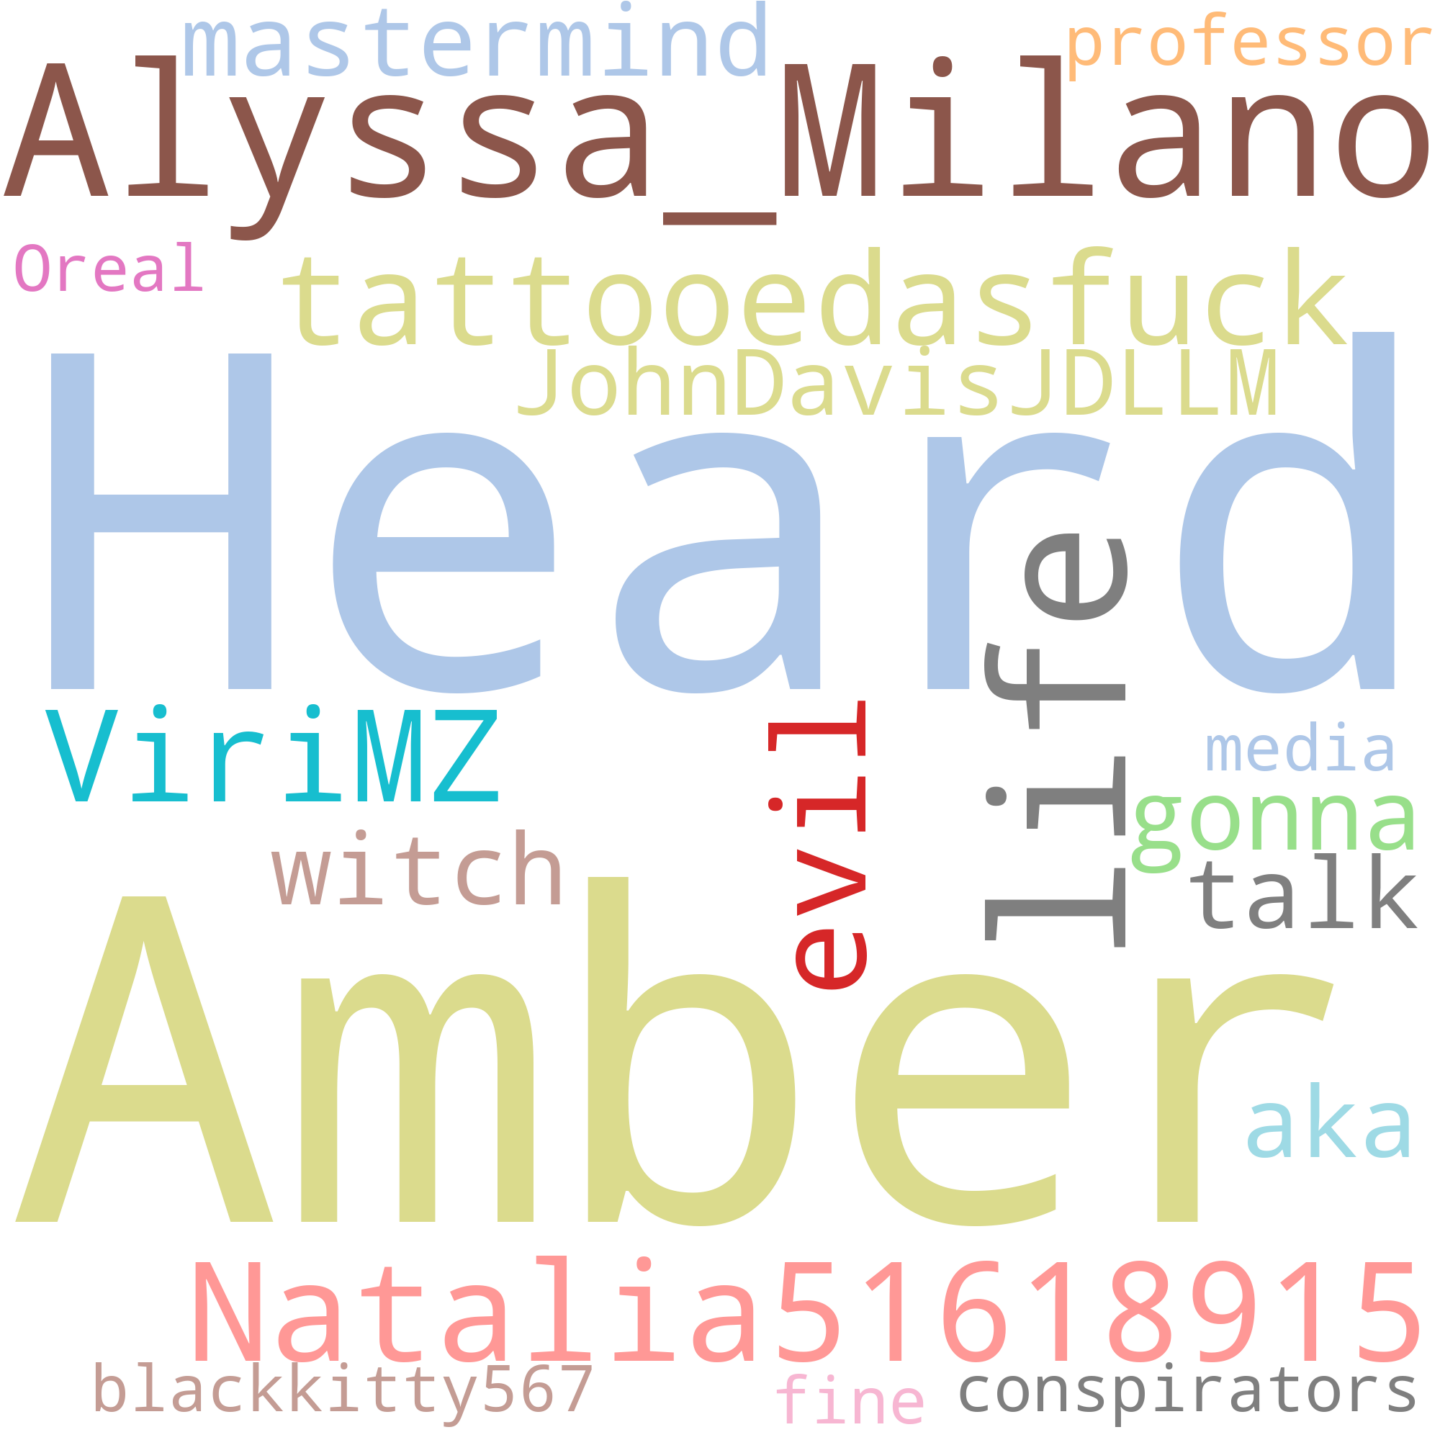 mastermind
professor
Alyssa_Milano
Oreal
tattooedasfuck
JohnDavisJDLLM
Heard
life
ViriMZ
evil
media
gonna
witch
talk
Amber
aka
Natalia51618915
blackkitty567
fine
conspirators